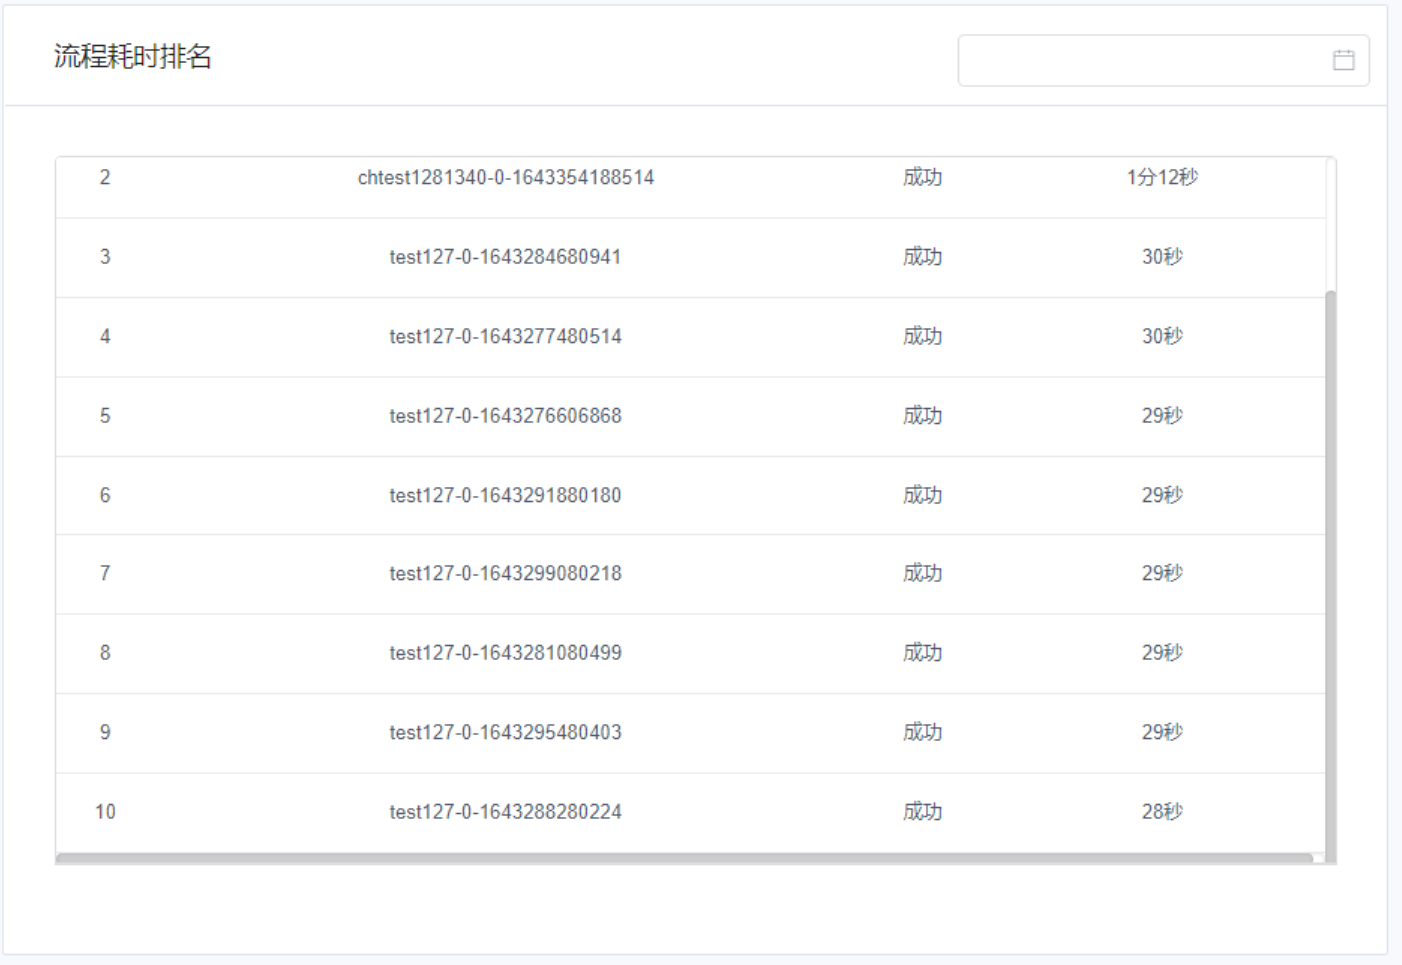 流程耗时排名
2 chtest1281340-0-1643354188514 成功 1分12秒
3 test127-0-1643284680941 成功 30秒
4 test127-0-1643277480514 成功 30秒
5 test127-0-1643276606868 成功 29秒
6 test127-0-1643291880180 成功 29秒
7 test127-0-1643299080218 成功 29秒
8 test127-0-1643281080499 成功 29秒
9 test127-0-1643295480403 成功 29秒
10 test127-0-1643288280224 成功 28秒